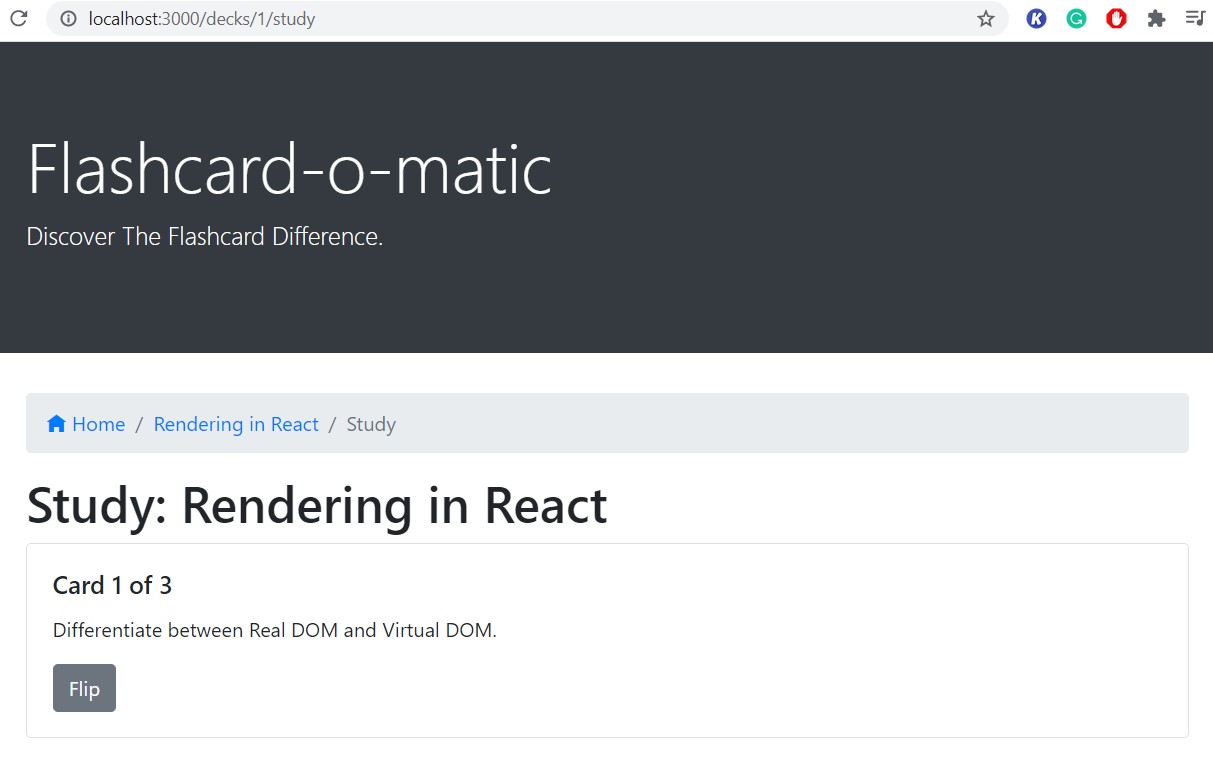 localhost:3000/decks/1/study
Flashcard-o-matic
Discover The Flashcard Difference.
Home / Rendering in React / Study
Study: Rendering in React
Card 1 of 3
Differentiate between Real DOM and Virtual DOM.
Flip